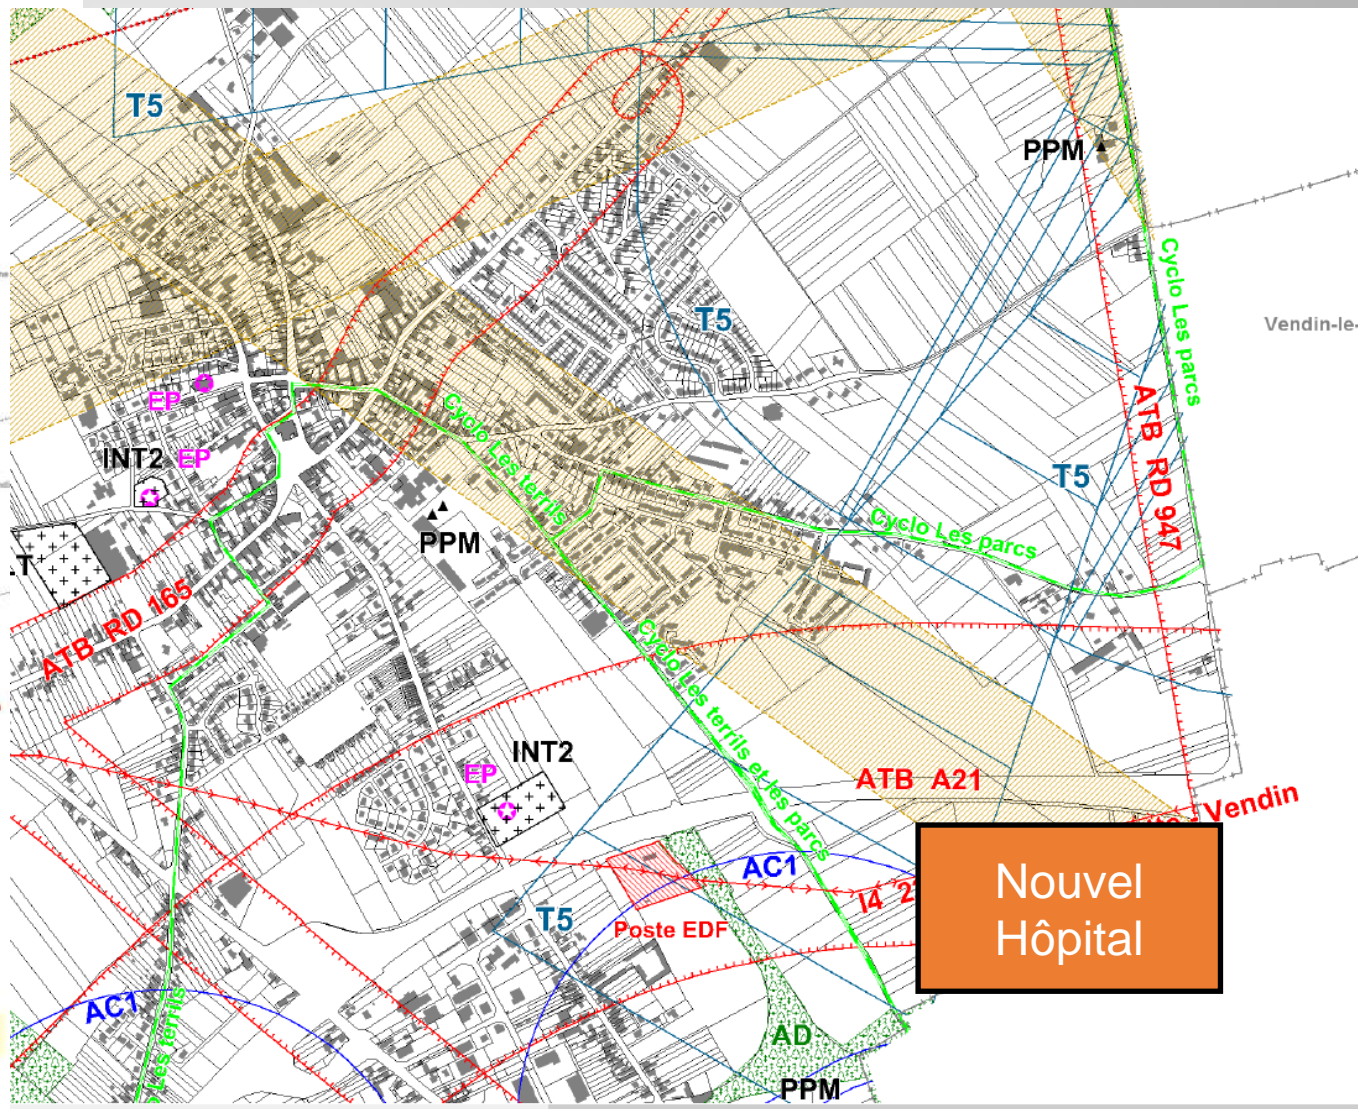 T5
PPM
Cyclo Les parcs
Vendin-le-
T5
EP
Cyclo Les terrils
ATB RD 947
INT2
EP
T5
Cyclo Les parcs
PPM
ATB RD 165
Cyclo Les terrils et les parcs
INT2
EP
ATB A21
Vendin
AC1
I4
T5
Poste EDF
Nouvel
Hôpital
AC1
Les terrils
AD
PPM